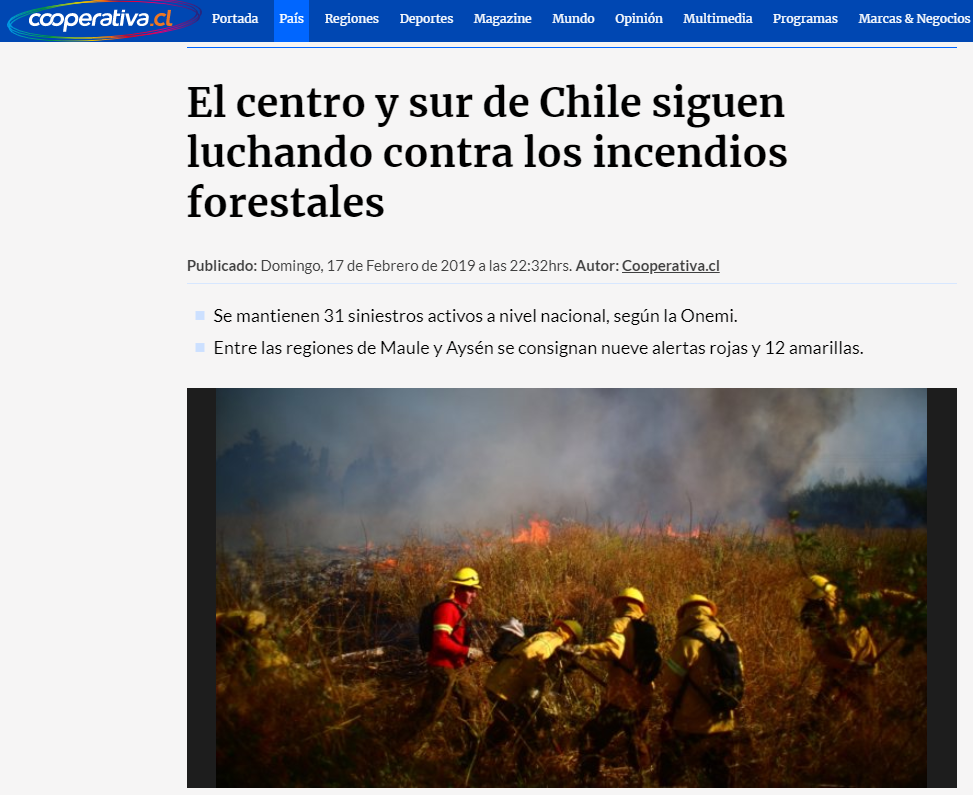 cooperativa.cl Portada País Regiones Deportes Magazine Mundo Opinión Multimedia Programas Marcas & Negocios
El centro y sur de Chile siguen
luchando contra los incendios
forestales
Publicado: Domingo, 17 de Febrero de 2019 a las 22:32hrs. Autor: Cooperativa.cl
Se mantienen 31 siniestros activos a nivel nacional, según la Onemi.
Entre las regiones de Maule y Aysén se consignan nueve alertas rojas y 12 amarillas.